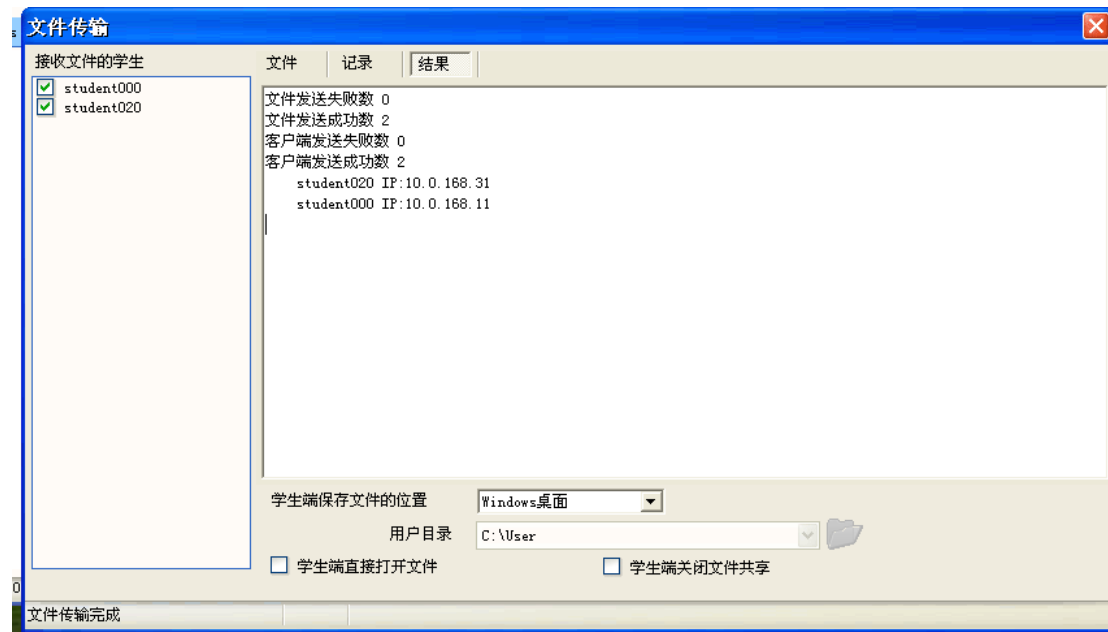 文件传输
接收文件的学生
student000
student020
文件 记录 结果
文件发送失败数 0
文件发送成功数 2
客户端发送失败数 0
客户端发送成功数 2
student020 IP:10.0.168.31
student000 IP:10.0.168.11
学生端保存文件的位置 Windows桌面
用户目录 C:\User
学生端直接打开文件 学生端关闭文件共享
文件传输完成